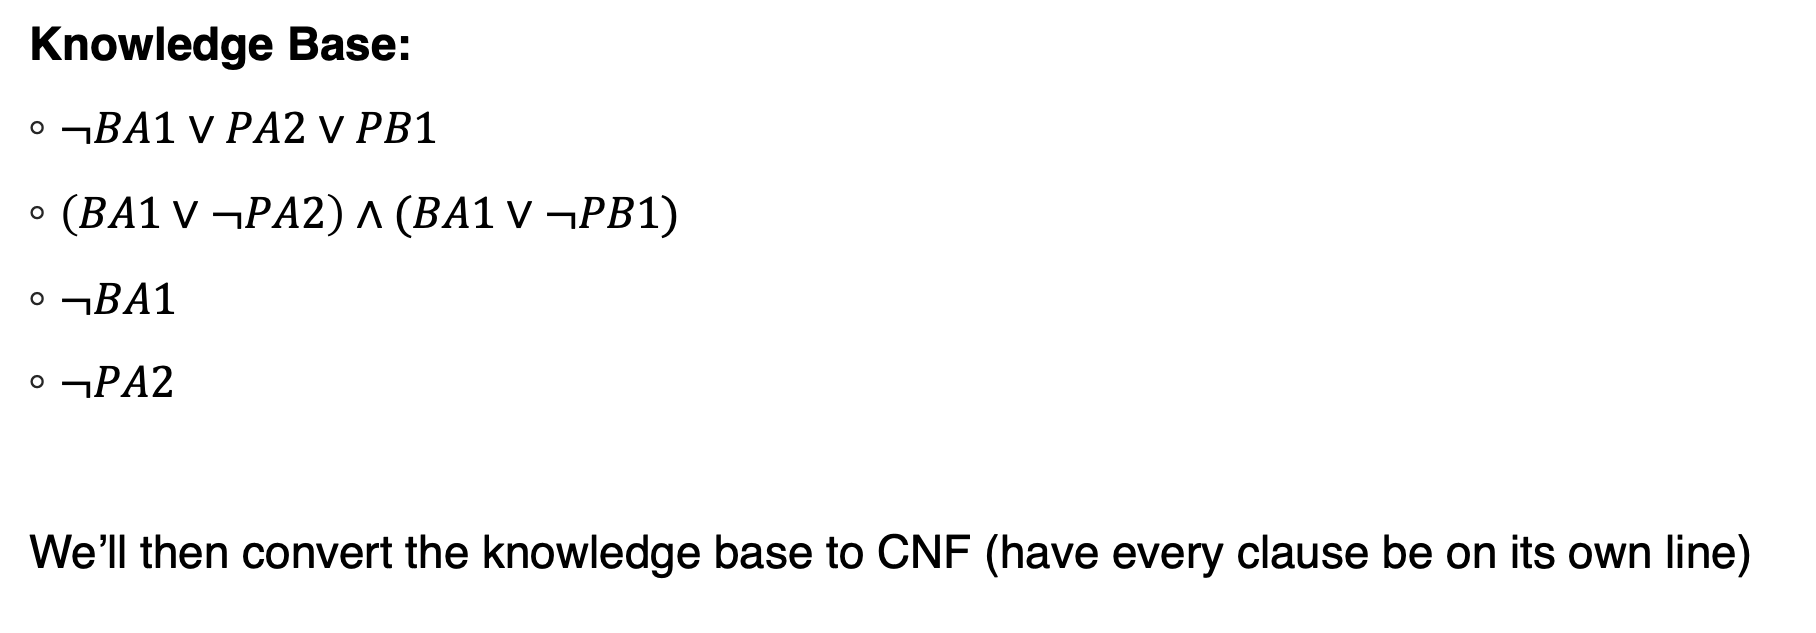 Knowledge Base:
◦ ¬BA1 ∨ PA2 ∨ PB1
◦ (BA1 ∨ ¬PA2) ∧ (BA1 ∨ ¬PB1)
◦ ¬BA1
◦ ¬PA2
We’ll then convert the knowledge base to CNF (have every clause be on its own line)